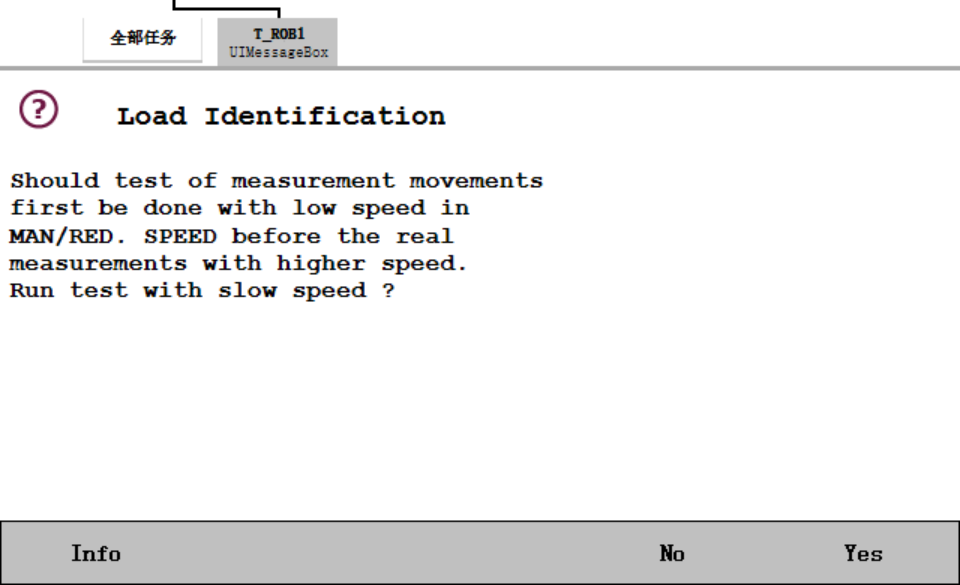 全部任务
T_ROB1
UIMessageBox
?
Load Identification
Should test of measurement movements
first be done with low speed in
MAN/RED. SPEED before the real
measurements with higher speed.
Run test with slow speed ?
Info
No
Yes